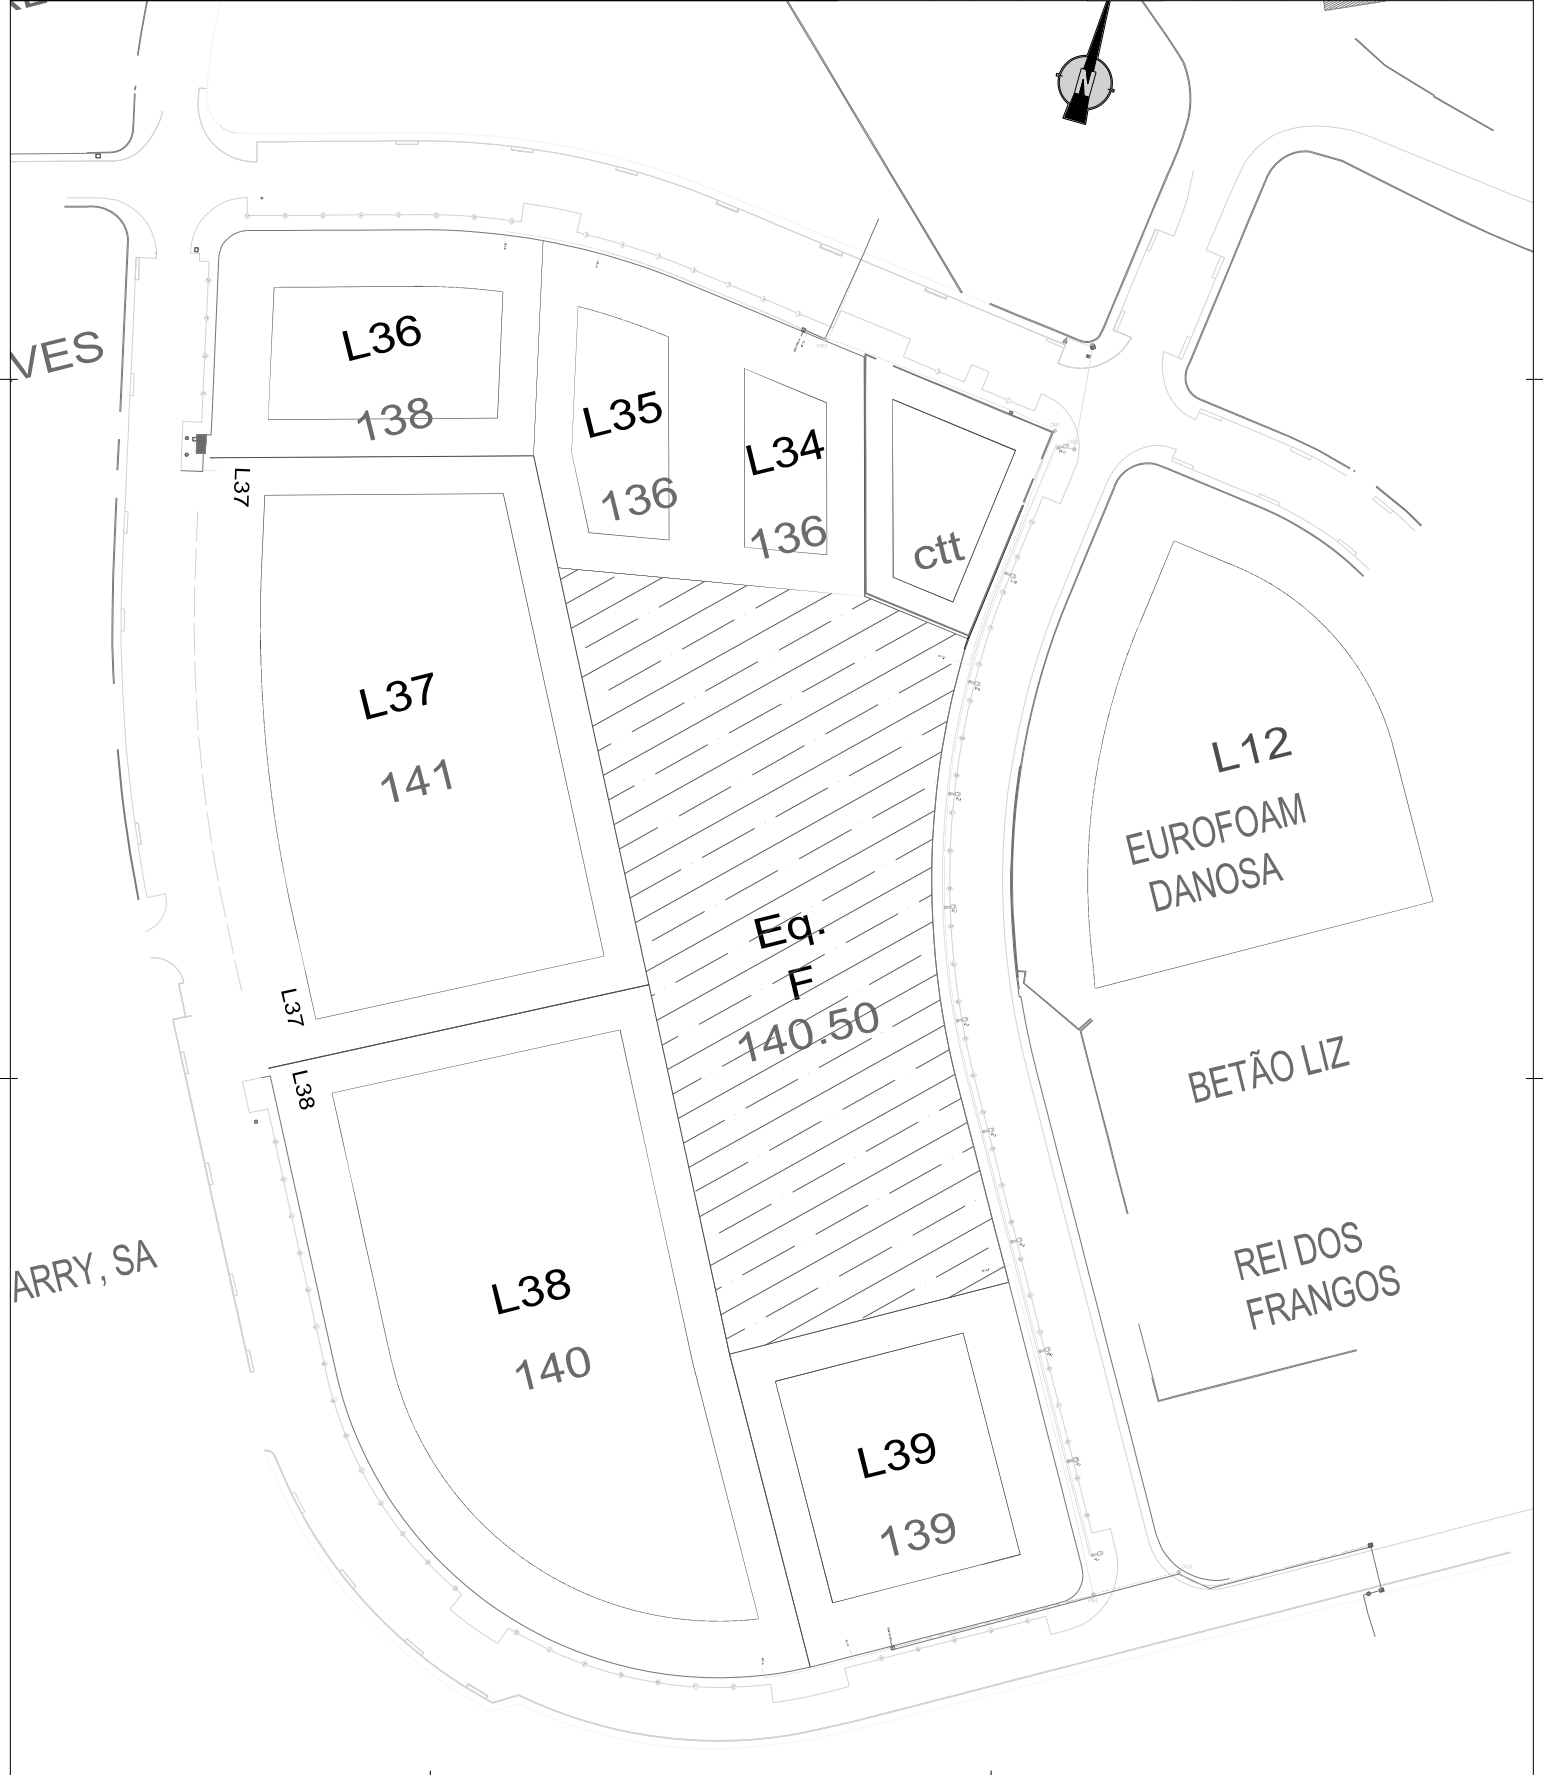 N
VES
L36
138
L35
136
L34
136
ctt
L37
L37
141
L12
EUROFOAM
DANOSA
Eq.
F
140.50
L37
L38
BETÃO LIZ
ARRY, SA
L38
140
REI DOS
FRANGOS
L39
139